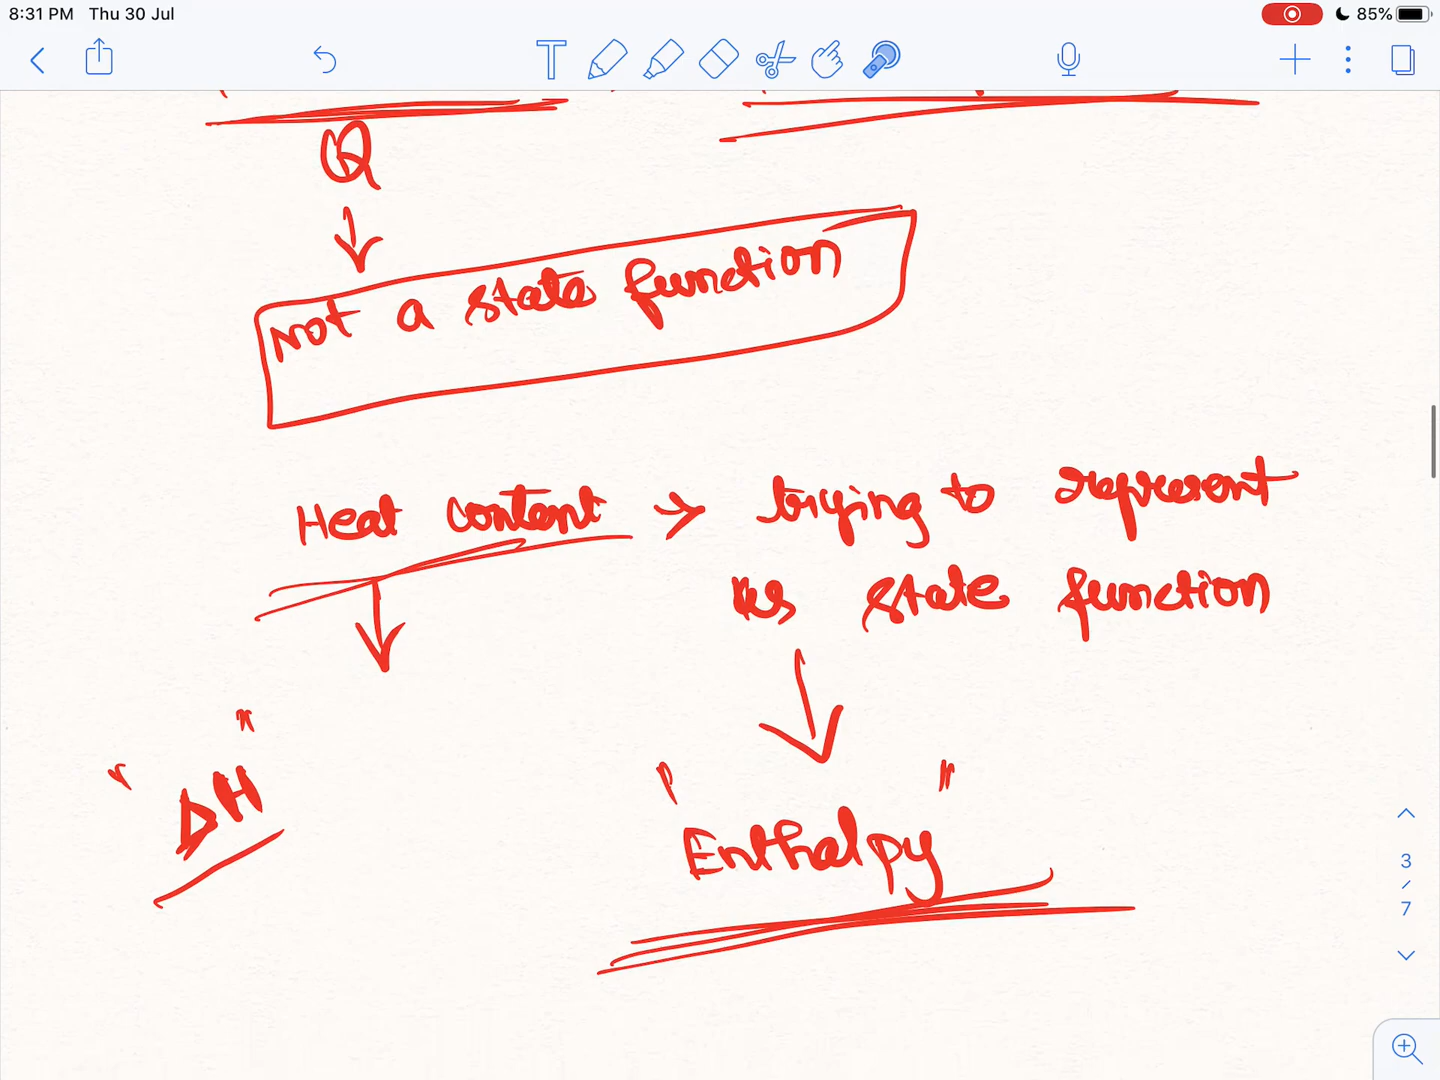 8:31 PM Thu 30 Jul
85%
T
Q
Not a state function
Heat content → trying to represent
as state function
"ΔH"
"Enthalpy"
3
/
7